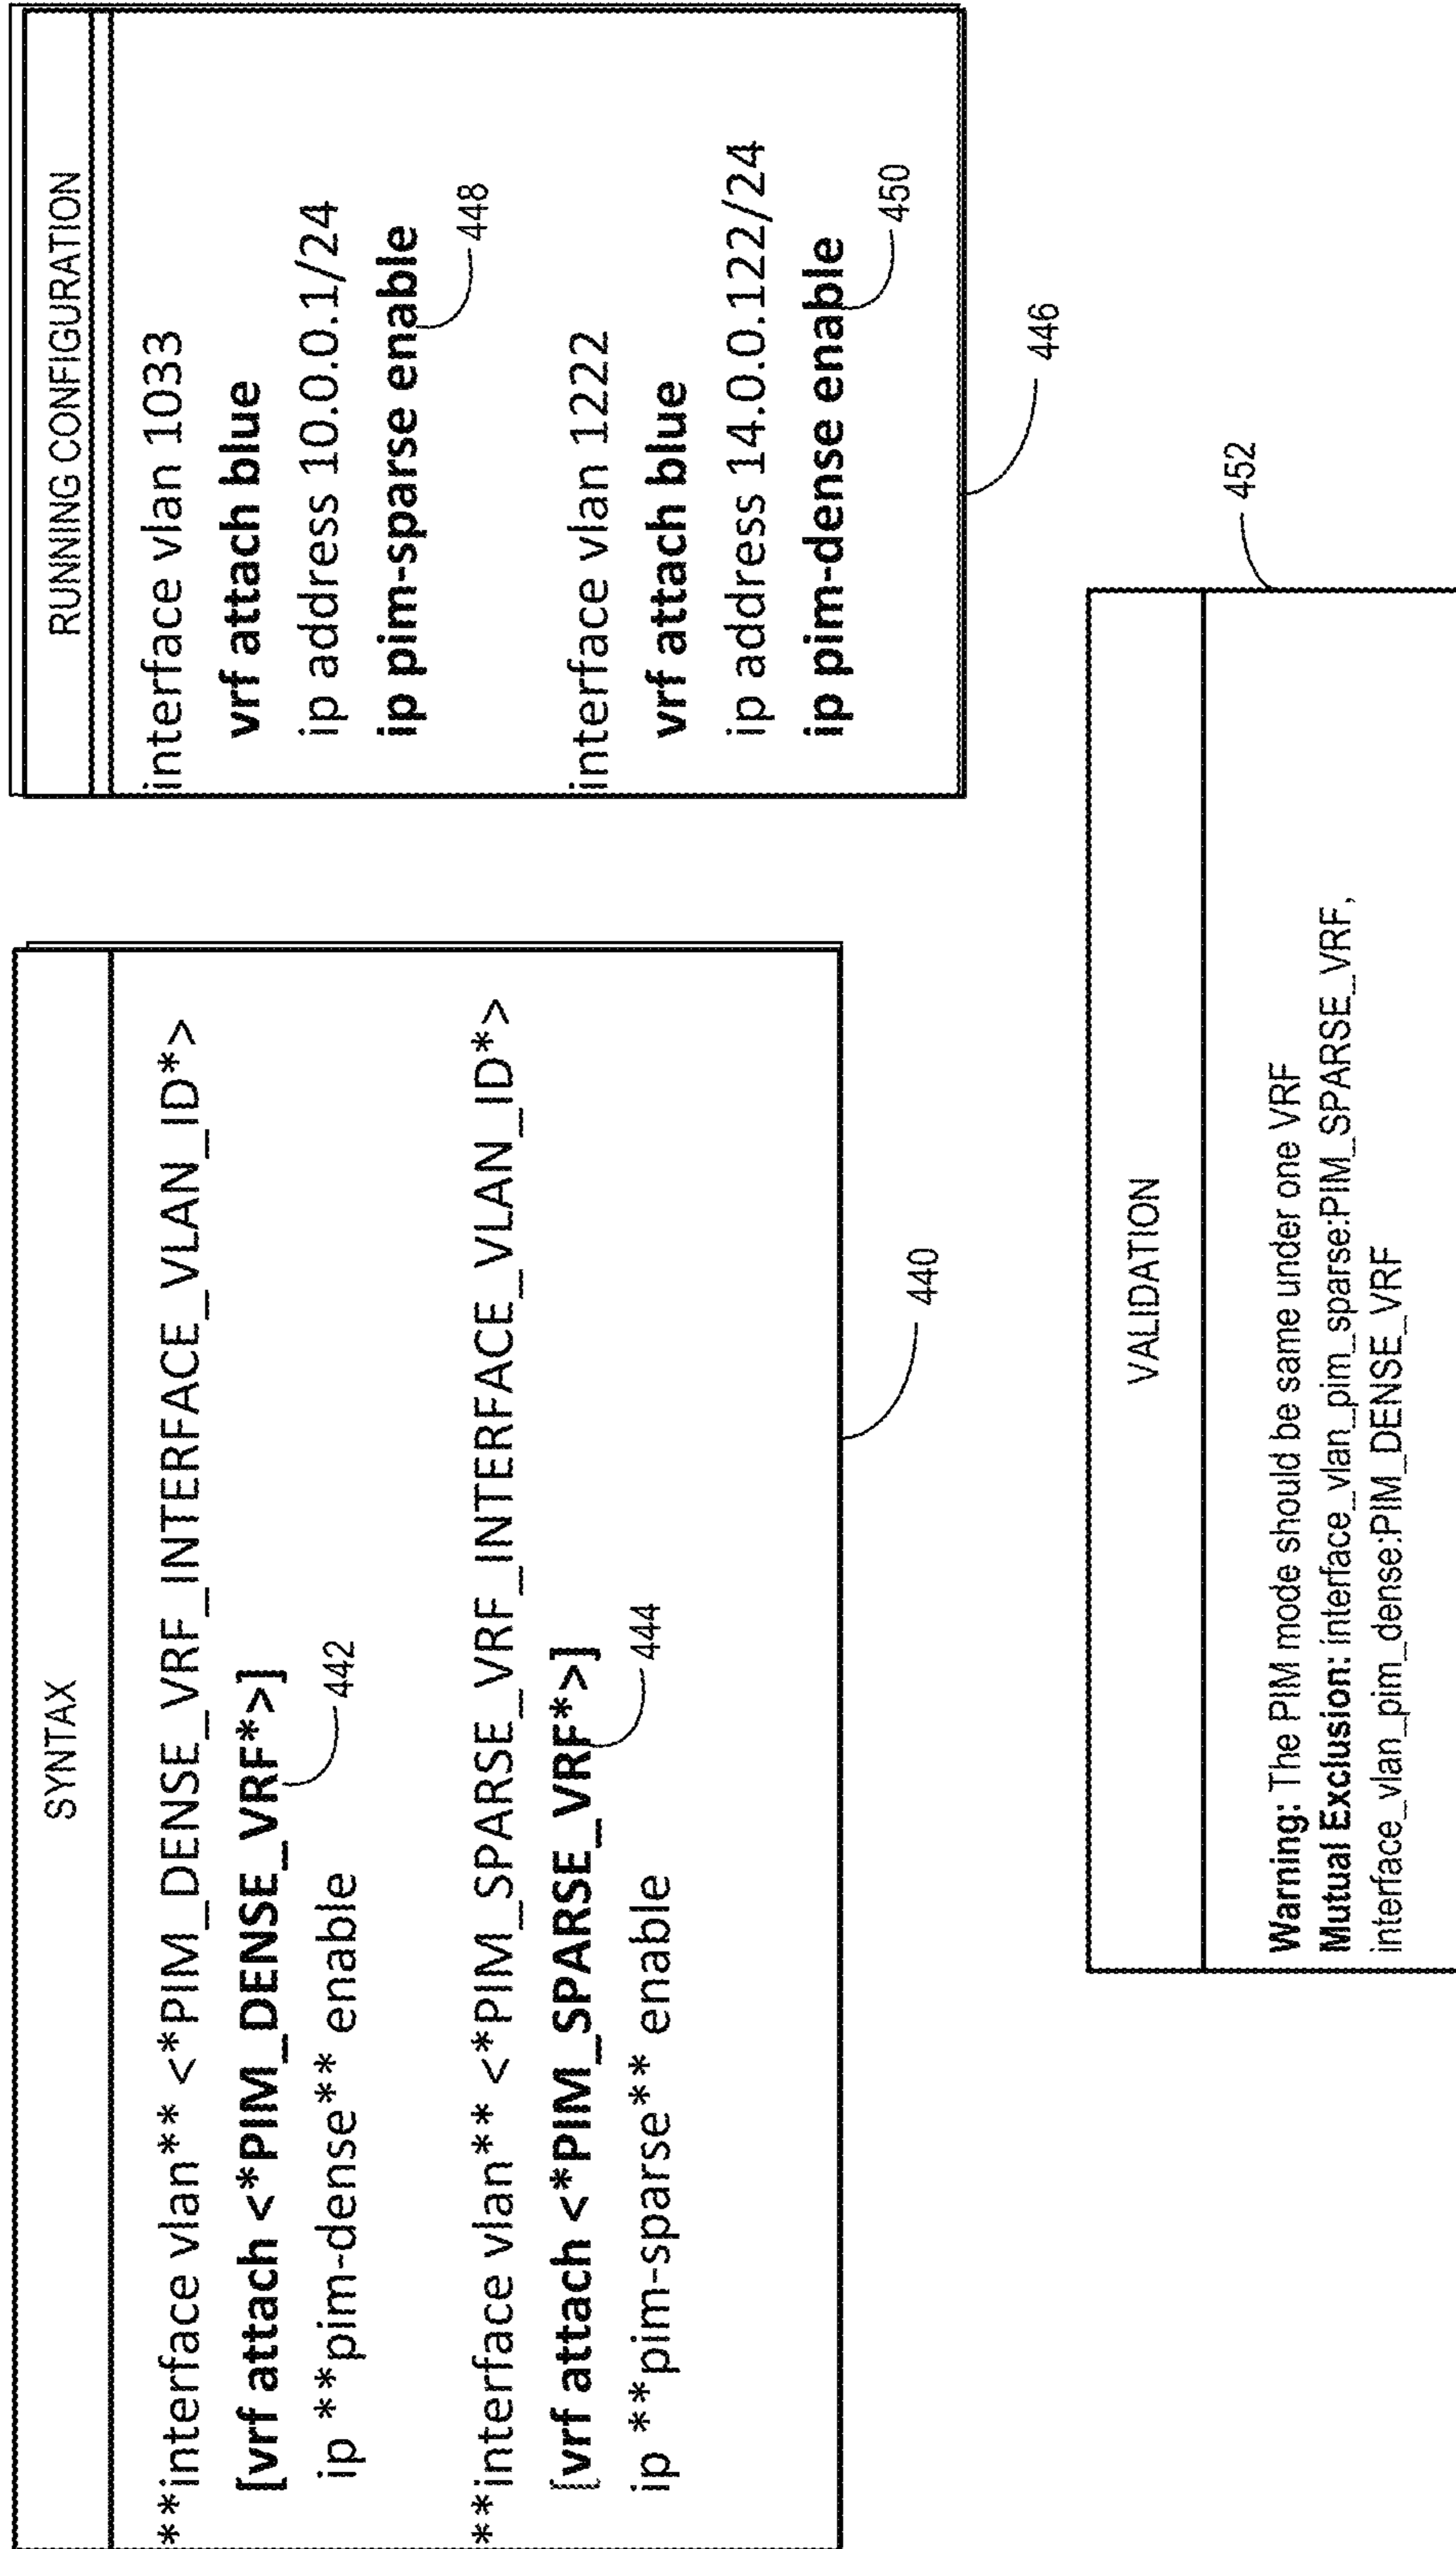 SYNTAX
**interface vlan** <*PIM_DENSE_VRF_INTERFACE_VLAN_ID*>
[vrf attach <*PIM_DENSE_VRF*>]
442
ip **pim-dense** enable
**interface vlan** <*PIM_SPARSE_VRF_INTERFACE_VLAN_ID*>
[vrf attach <*PIM_SPARSE_VRF*>]
444
ip **pim-sparse** enable
440
RUNNING CONFIGURATION
interface vlan 1033
vrf attach blue
ip address 10.0.0.1/24
ip pim-sparse enable
448
interface vlan 1222
vrf attach blue
ip address 14.0.0.122/24
ip pim-dense enable
450
446
VALIDATION
452
Warning: The PIM mode should be same under one VRF
Mutual Exclusion: interface_vlan_pim_sparse:PIM_SPARSE_VRF,
interface_vlan_pim_dense:PIM_DENSE_VRF